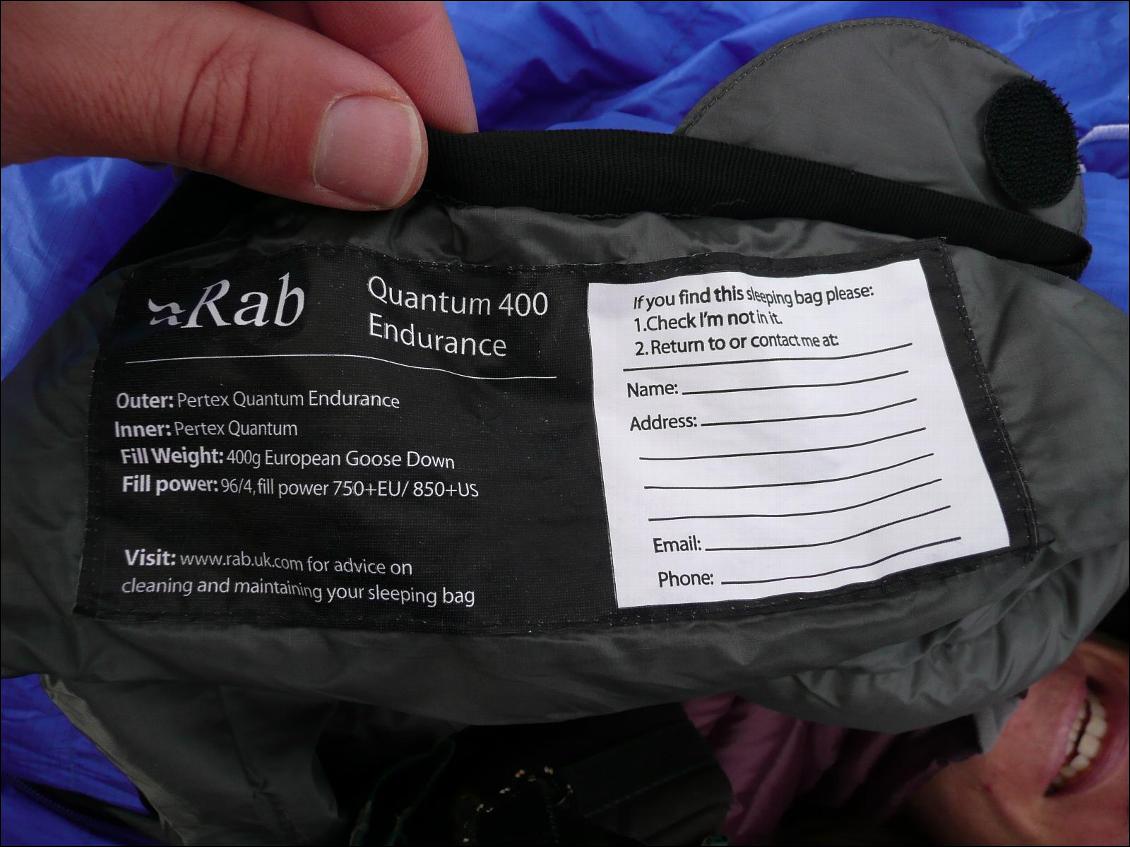 Rab
Quantum 400
Endurance
Outer: Pertex Quantum Endurance
Inner: Pertex Quantum
Fill Weight: 400g European Goose Down
Fill power: 96/4, fill power 750+EU/ 850+US
Visit: www.rab.uk.com for advice on
cleaning and maintaining your sleeping bag
If you find this sleeping bag please:
1.Check I'm not in it.
2. Return to or contact me at:
Name:
Address:
Email:
Phone: